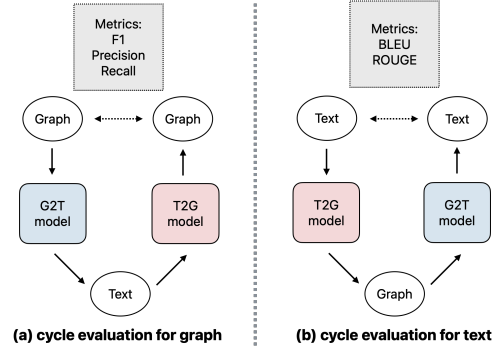 Metrics:
F1
Precision
Recall
Graph
Graph
G2T
model
T2G
model
Text
(a) cycle evaluation for graph
Metrics:
BLEU
ROUGE
Text
Text
T2G
model
G2T
model
Graph
(b) cycle evaluation for text